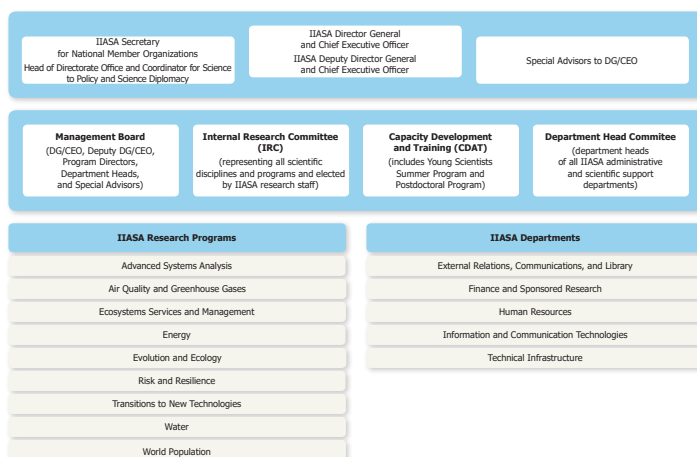 IIASA Secretary
for National Member Organizations
Head of Directorate Office and Coordinator for Science
to Policy and Science Diplomacy
IIASA Director General
and Chief Executive Officer
IIASA Deputy Director General
and Chief Executive Officer
Special Advisors to DG/CEO
Management Board
(DG/CEO, Deputy DG/CEO,
Program Directors,
Department Heads,
and Special Advisors)
Internal Research Committee
(IRC)
(representing all scientific
disciplines and programs and elected
by IIASA research staff)
Capacity Development
and Training (CDAT)
(includes Young Scientists
Summer Program and
Postdoctoral Program)
Department Head Commitee
(department heads
of all IIASA administrative
and scientific support
departments)
IIASA Research Programs
Advanced Systems Analysis
Air Quality and Greenhouse Gases
Ecosystems Services and Management
Energy
Evolution and Ecology
Risk and Resilience
Transitions to New Technologies
Water
World Population
IIASA Departments
External Relations, Communications, and Library
Finance and Sponsored Research
Human Resources
Information and Communication Technologies
Technical Infrastructure